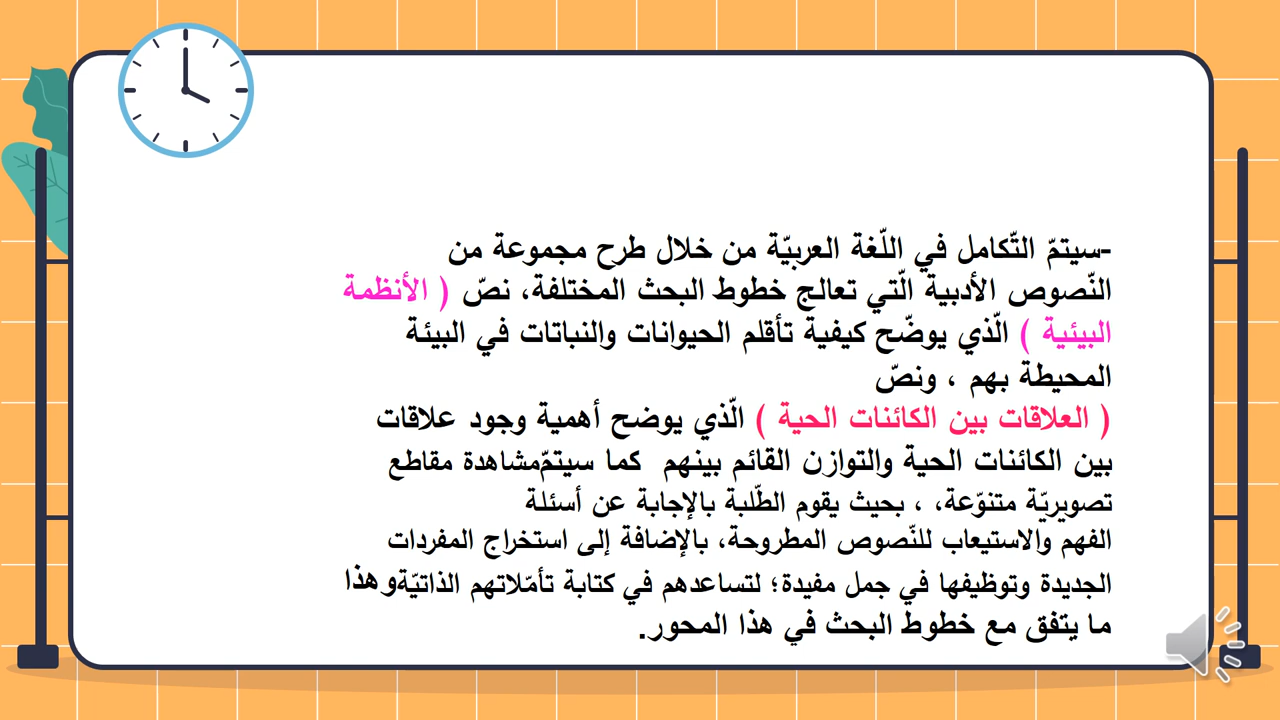 -سيتمّ التّكامل في اللّغة العربيّة من خلال طرح مجموعة من
النّصوص الأدبية الّتي تعالج خطوط البحث المختلفة، نصّ ( الأنظمة
البيئية ) الّذي يوضّح كيفية تأقلم الحيوانات والنباتات في البيئة
المحيطة بهم ، ونصّ
( العلاقات بين الكائنات الحية ) الّذي يوضح أهمية وجود علاقات
بين الكائنات الحية والتوازن القائم بينهم كما سيتمّمشاهدة مقاطع
تصويريّة متنوّعة، ، بحيث يقوم الطّلبة بالإجابة عن أسئلة
الفهم والاستيعاب للنّصوص المطروحة، بالإضافة إلى استخراج المفردات
الجديدة وتوظيفها في جمل مفيدة؛ لتساعدهم في كتابة تأمّلاتهم الذاتيّةوهذا
ما يتفق مع خطوط البحث في هذا المحور.